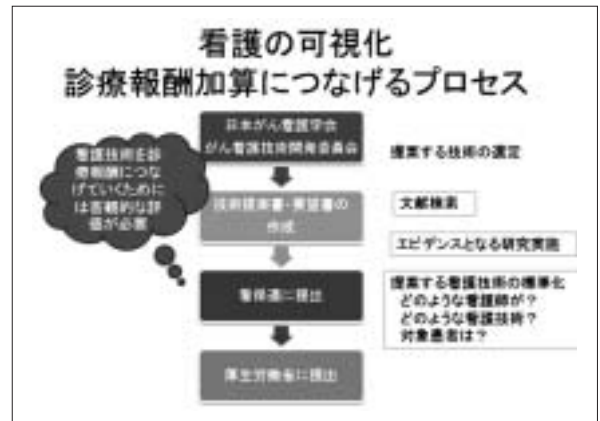 看護の可視化
診療報酬加算につなげるプロセス
日本がん看護学会
がん看護技術開発委員会
提案する技術の選定
看護技術を診
療報酬につな
げていくために
は客観的な評
価が必要
技術提案書・要望書の
作成
文献検索
エビデンスとなる研究実施
看保連に提出
提案する看護技術の標準化
どのような看護師が？
どのような看護技術？
対象患者は？
厚生労働省に提出